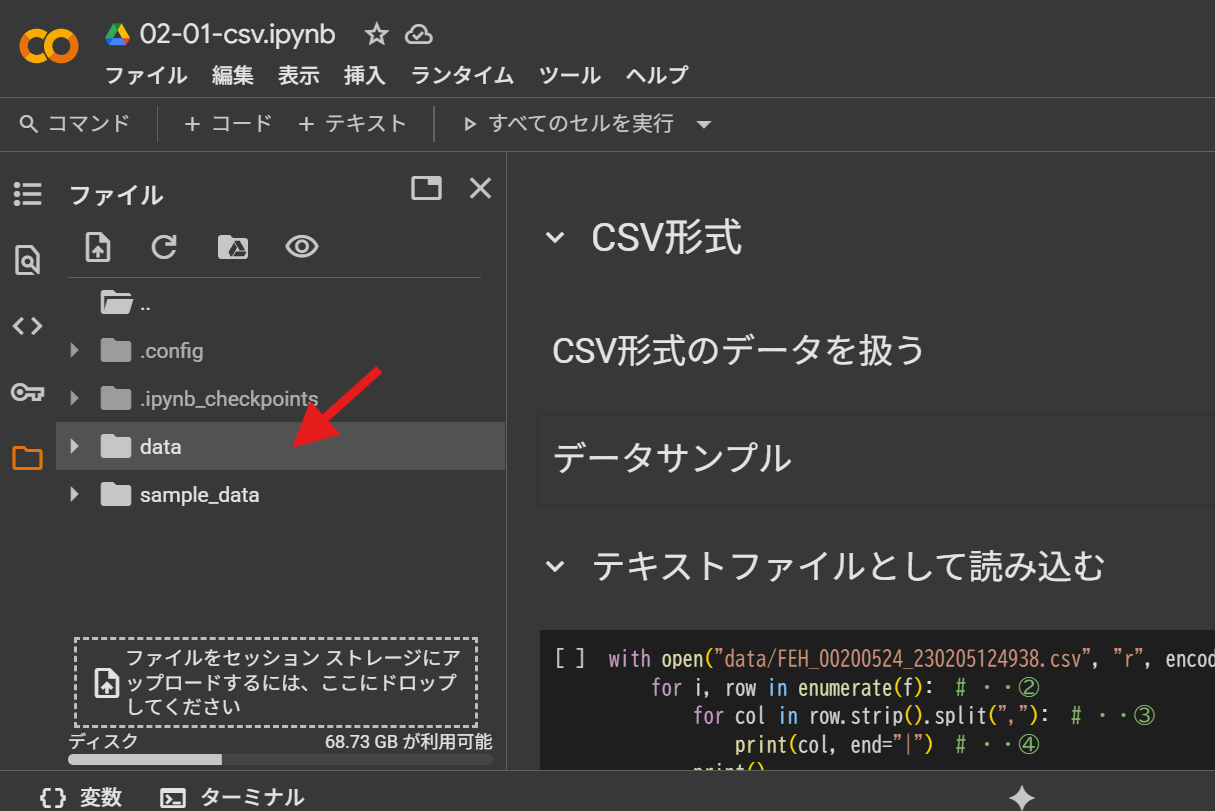 02-01-csv.ipynb
ファイル 編集 表示 挿入 ランタイム ツール ヘルプ
コマンド + コード + テキスト すべてのセルを実行
ファイル
..
.config
.ipynb_checkpoints
data
sample_data
ファイルをセッション ストレージにア
ップロードするには、ここにドロップ
してください
ディスク 68.73 GB が利用可能
CSV形式
CSV形式のデータを扱う
データサンプル
テキストファイルとして読み込む
[ ] with open("data/FEH_00200524_230205124938.csv", "r", encod
for i, row in enumerate(f): # ・・②
for col in row.strip().split(","): # ・・③
print(col, end="|") # ・・④
print()
{} 変数 ターミナル